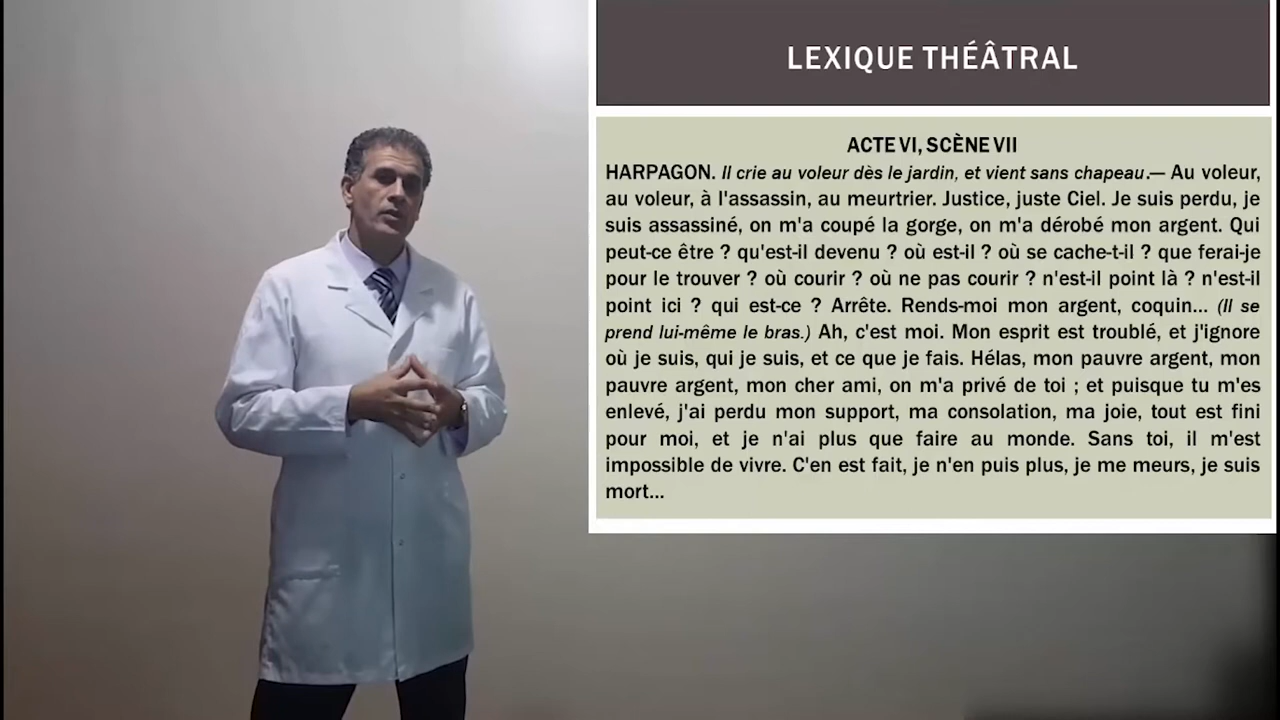 LEXIQUE THÉÂTRAL
ACTE VI, SCÈNE VII
HARPAGON. Il crie au voleur dès le jardin, et vient sans chapeau.— Au voleur,
au voleur, à l'assassin, au meurtrier. Justice, juste Ciel. Je suis perdu, je
suis assassiné, on m'a coupé la gorge, on m'a dérobé mon argent. Qui
peut-ce être ? qu'est-il devenu ? où est-il ? où se cache-t-il ? que ferai-je
pour le trouver ? où courir ? où ne pas courir ? n'est-il point là ? n'est-il
point ici ? qui est-ce ? Arrête. Rends-moi mon argent, coquin... (Il se
prend lui-même le bras.) Ah, c'est moi. Mon esprit est troublé, et j'ignore
où je suis, qui je suis, et ce que je fais. Hélas, mon pauvre argent, mon
pauvre argent, mon cher ami, on m'a privé de toi ; et puisque tu m'es
enlevé, j'ai perdu mon support, ma consolation, ma joie, tout est fini
pour moi, et je n'ai plus que faire au monde. Sans toi, il m'est
impossible de vivre. C'en est fait, je n'en puis plus, je me meurs, je suis
mort...